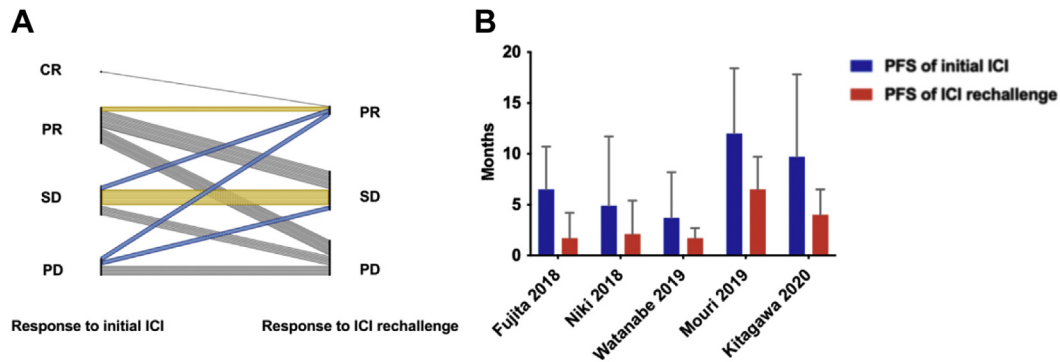 A
CR
PR
SD
PD
PR
SD
PD
Response to initial ICI
Response to ICI rechallenge
B
20
15
10
5
0
Months
PFS of initial ICI
PFS of ICI rechallenge
Fujita 2018
Niki 2018
Watanabe 2019
Mouri 2019
Kitagawa 2020